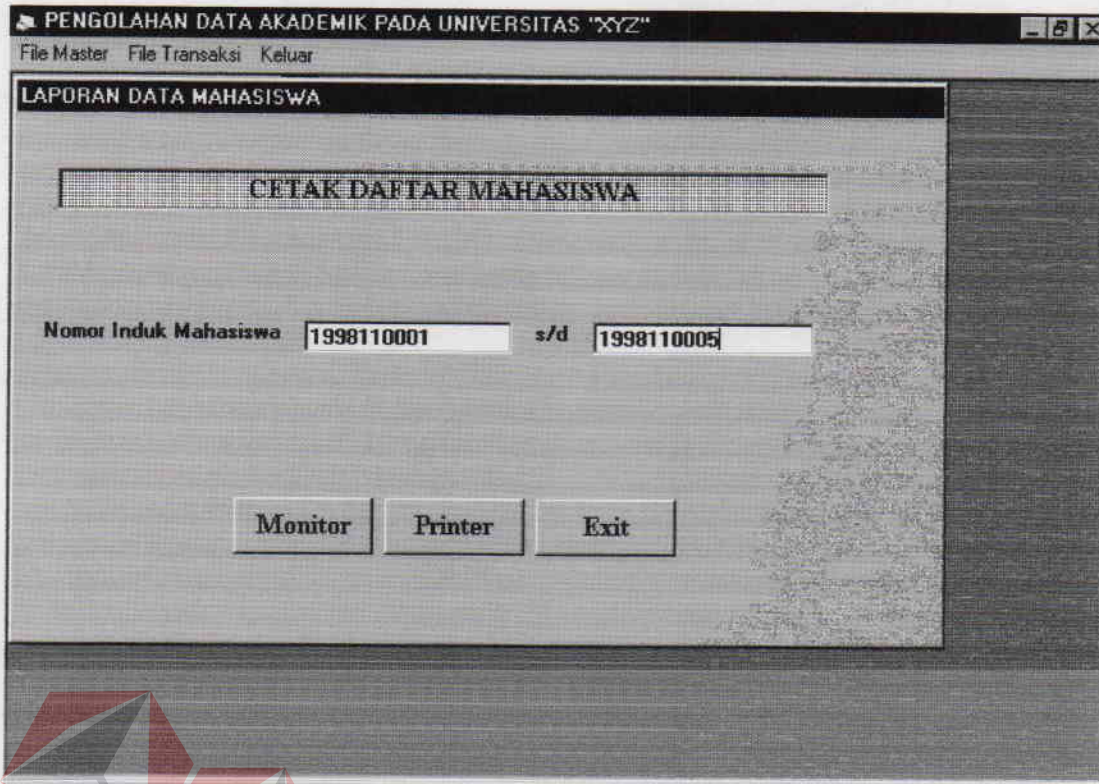 PENGOLAHAN DATA AKADEMIK PADA UNIVERSITAS "XYZ"
File Master File Transaksi Keluar
LAPORAN DATA MAHASISWA
CETAK DAFTAR MAHASISWA
Nomor Induk Mahasiswa 1998110001 s/d 1998110005
Monitor Printer Exit